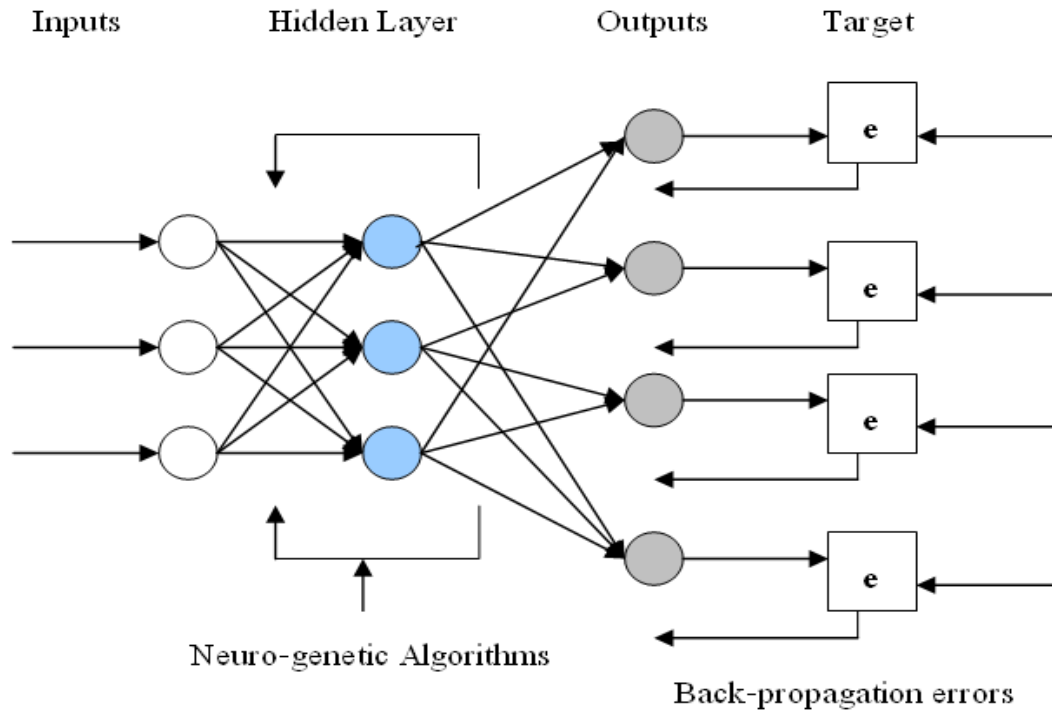 Inputs Hidden Layer Outputs Target
e
e
e
e
Neuro-genetic Algorithms
Back-propagation errors